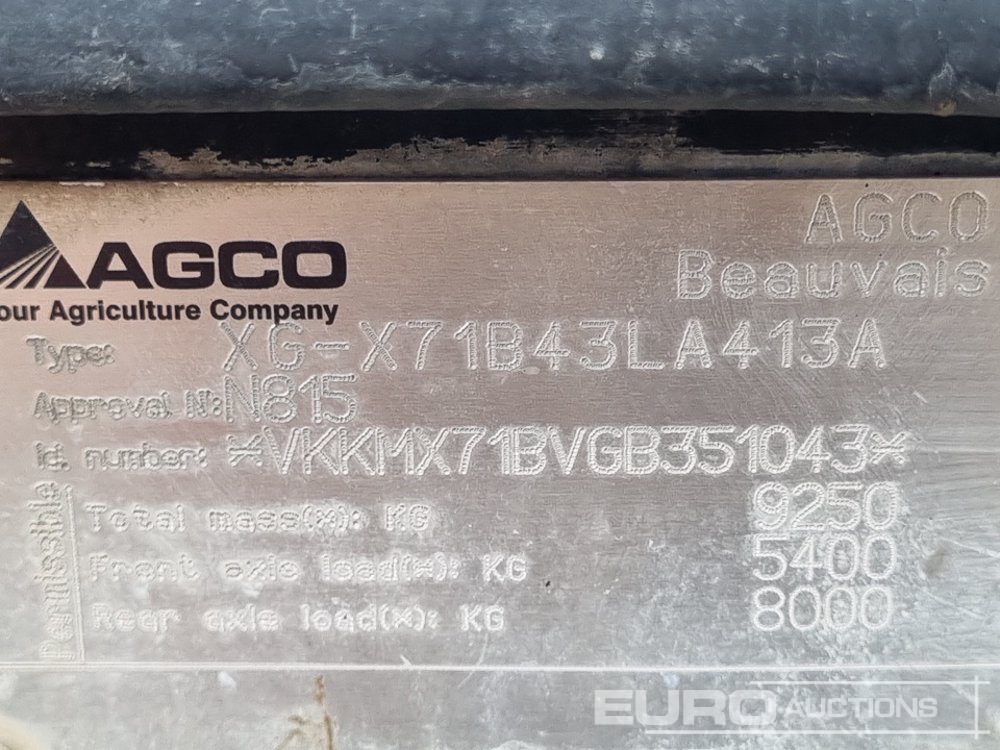 AGCO
our Agriculture Company
AGCO
Beauvais
Type: XG-X71B43LA413A
Approval N: N815
Id. number: *VKKMX71BVGB351043*
Permissible
Total mass(*): KG 9250
Front axle load(*): KG 5400
Rear axle load(*): KG 8000
EURO AUCTIONS